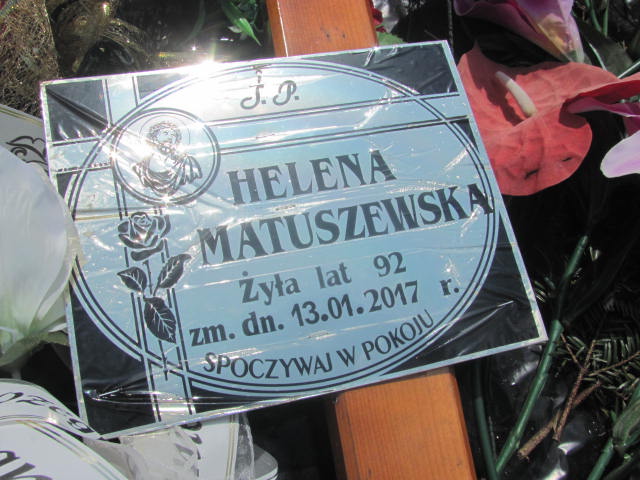 Ś. P.
HELENA
MATUSZEWSKA
Żyła lat 92
zm. dn. 13.01.2017 r.
SPOCZYWAJ W POKOJU